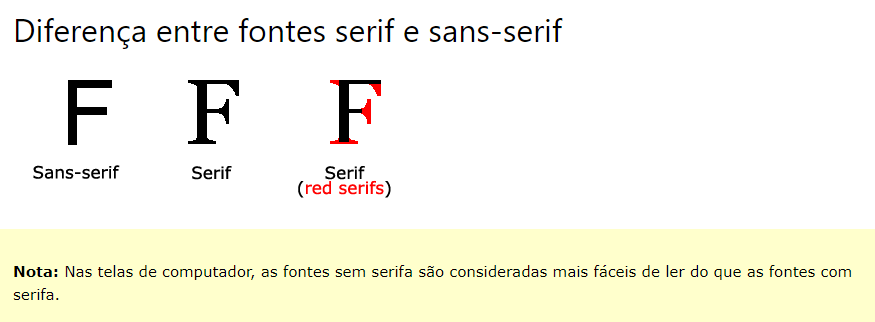 Diferença entre fontes serif e sans-serif
F F F
Sans-serif Serif Serif
(red serifs)
Nota: Nas telas de computador, as fontes sem serifa são consideradas mais fáceis de ler do que as fontes com
serifa.